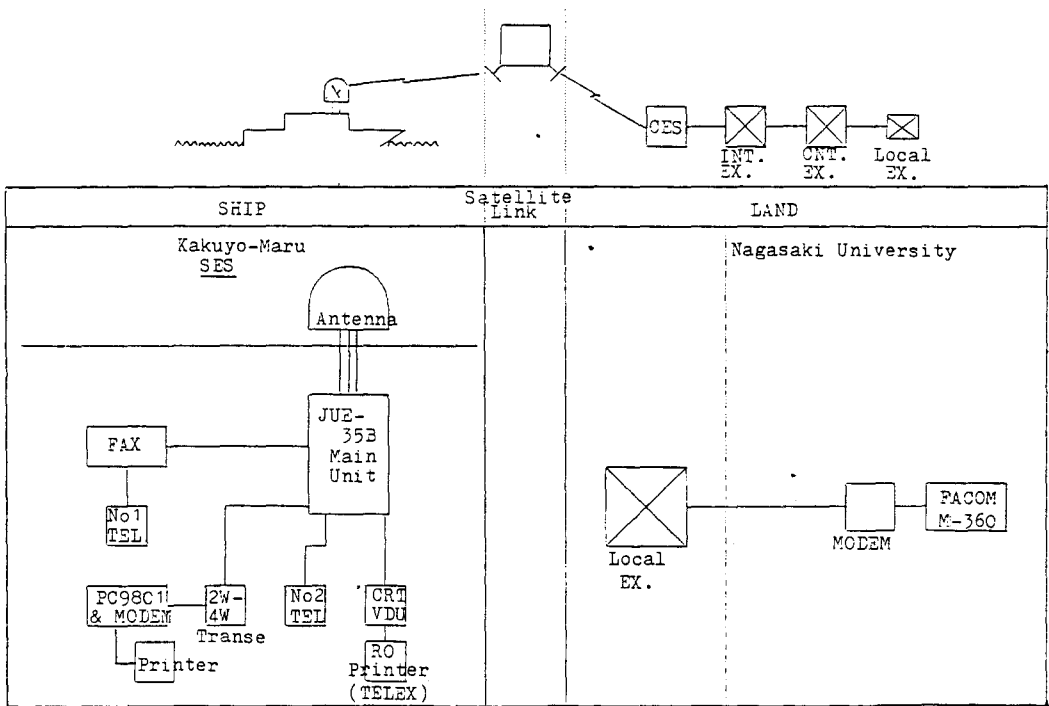 CES
INT.
EX.
CNT.
EX.
Local
EX.
SHIP
Satellite
Link
LAND
Kakuyo-Maru
SES
Nagasaki University
Antenna
JUE-
35B
Main
Unit
FAX
No1
TEL
PC9801
& MODEM
2W-
4W
Transe
No2
TEL
CRT
VDU
Printer
RO
Printer
(TELEX)
Local
EX.
MODEM
FACOM
M-360